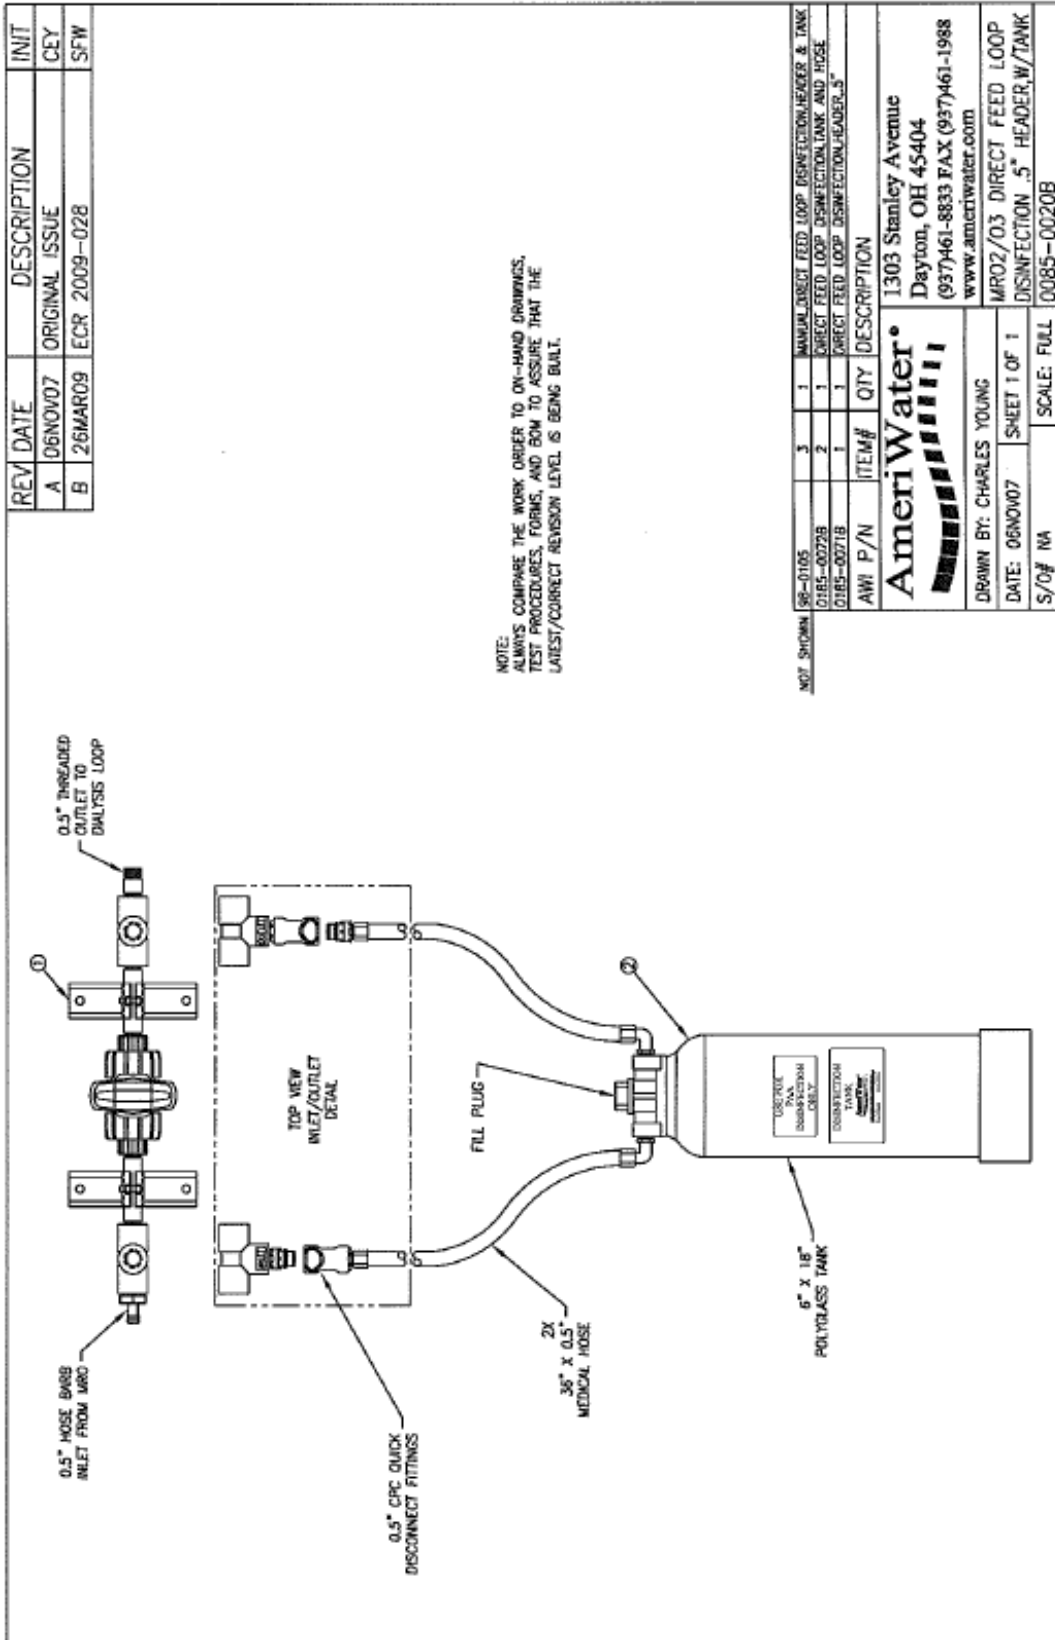 REV DATE DESCRIPTION INIT
A 06NOV07 ORIGINAL ISSUE CEY
B 26MAR09 ECR 2009-028 SFW
0.5" HOSE BARB
INLET FROM MRO
0.5" THREADED
OUTLET TO
DIALYSIS LOOP
1
TOP VIEW
INLET/OUTLET
DETAIL
0.5" CPC QUICK
DISCONNECT FITTINGS
2X
36" X 0.5"
MEDICAL HOSE
FILL PLUG
2
6" X 18"
POLYGLASS TANK
USE FOR
PAA
DISINFECTION
ONLY
DISINFECTION
TANK
NOTE:
ALWAYS COMPARE THE WORK ORDER TO ON-HAND DRAWINGS,
TEST PROCEDURES, FORMS, AND BOM TO ASSURE THAT THE
LATEST/CORRECT REVISION LEVEL IS BEING BUILT.
NOT SHOWN 98-0105 3 1 MANUAL,DIRECT FEED LOOP DISINFECTION,HEADER & TANK
0185-0072B 2 1 DIRECT FEED LOOP DISINFECTION,TANK AND HOSE
0185-0071B 1 1 DIRECT FEED LOOP DISINFECTION,HEADER,.5"
AWI P/N ITEM# QTY DESCRIPTION
AmeriWater®
1303 Stanley Avenue
Dayton, OH 45404
(937)461-8833 FAX (937)461-1988
www.ameriwater.com
DRAWN BY: CHARLES YOUNG
MRO2/03 DIRECT FEED LOOP
DISINFECTION .5" HEADER,W/TANK
DATE: 06NOV07 SHEET 1 OF 1
S/O# NA SCALE: FULL 0085-0020B